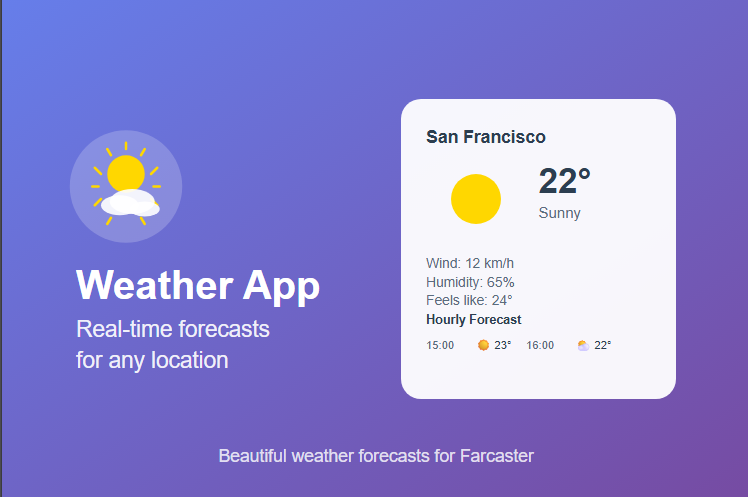 Weather App
Real-time forecasts
for any location
San Francisco
22°
Sunny
Wind: 12 km/h
Humidity: 65%
Feels like: 24°
Hourly Forecast
15:00 23° 16:00 22°
Beautiful weather forecasts for Farcaster